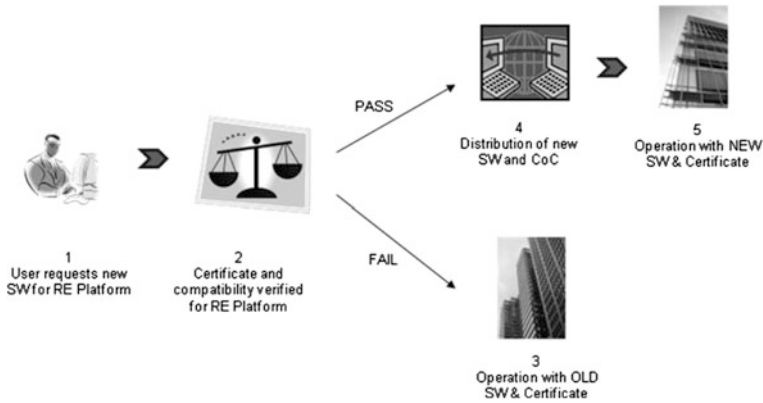 PASS
4
Distribution of new
SW and CoC
5
Operation with NEW
SW & Certificate
1
User requests new
SW for RE Platform
2
Certificate and
compatibility verified
for RE Platform
FAIL
3
Operation with OLD
SW & Certificate